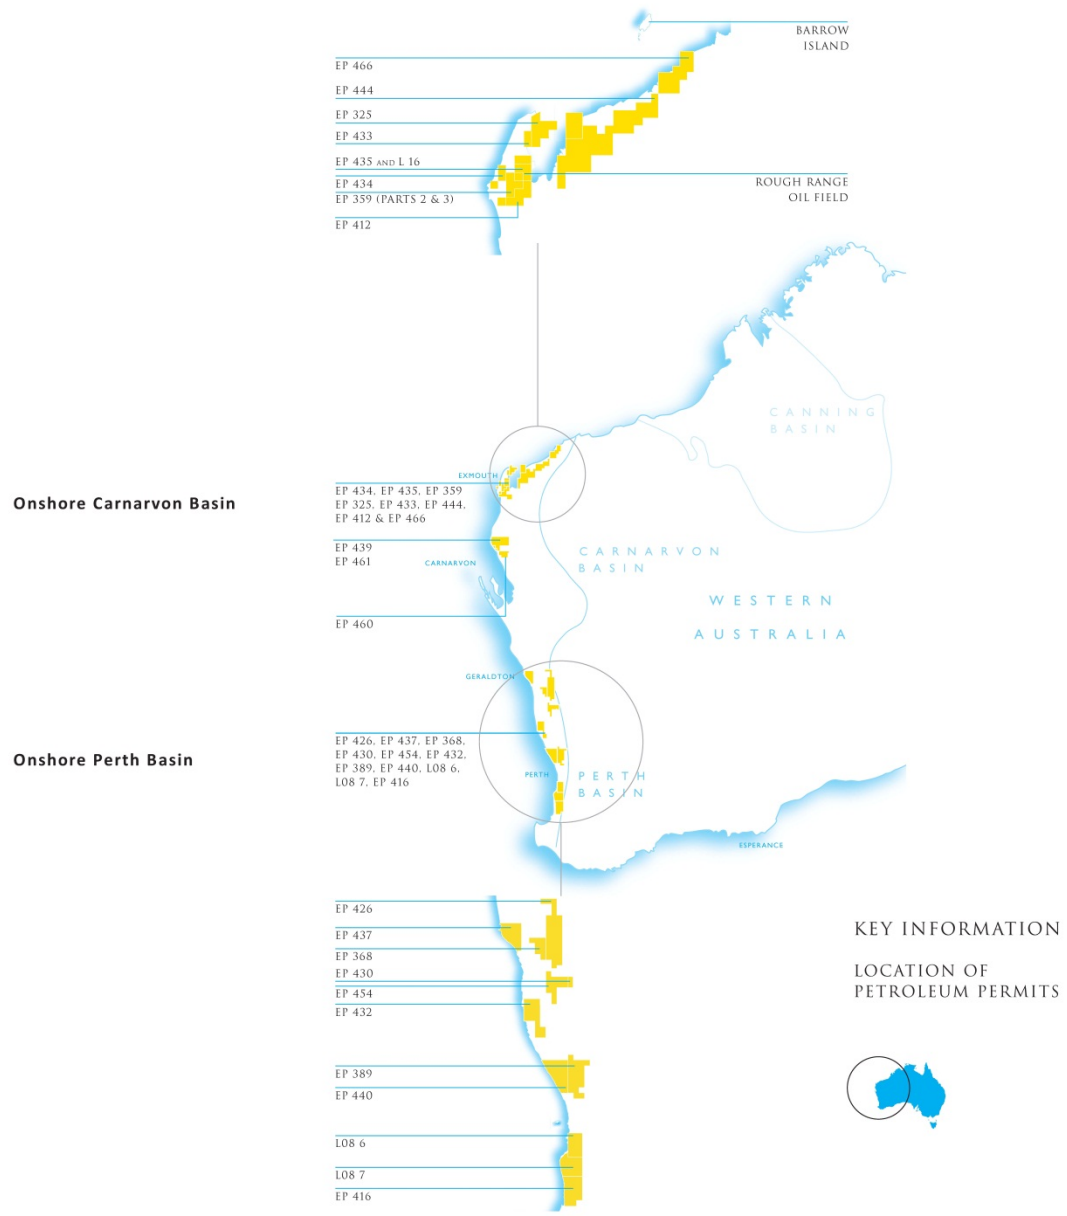 BARROW
ISLAND
EP 466
EP 444
EP 325
EP 433
EP 435 AND L 16
EP 434
EP 359 (PARTS 2 & 3)
EP 412
ROUGH RANGE
OIL FIELD
CANNING
BASIN
EXMOUTH
Onshore Carnarvon Basin
EP 434, EP 435, EP 359
EP 325, EP 433, EP 444,
EP 412 & EP 466
EP 439
EP 461
CARNARVON
CARNARVON
BASIN
WESTERN
AUSTRALIA
EP 460
GERALDTON
Onshore Perth Basin
EP 426, EP 437, EP 368,
EP 430, EP 454, EP 432,
EP 389, EP 440, L08 6,
L08 7, EP 416
PERTH
PERTH
BASIN
ESPERANCE
EP 426
EP 437
EP 368
EP 430
EP 454
EP 432
EP 389
EP 440
L08 6
L08 7
EP 416
KEY INFORMATION
LOCATION OF
PETROLEUM PERMITS